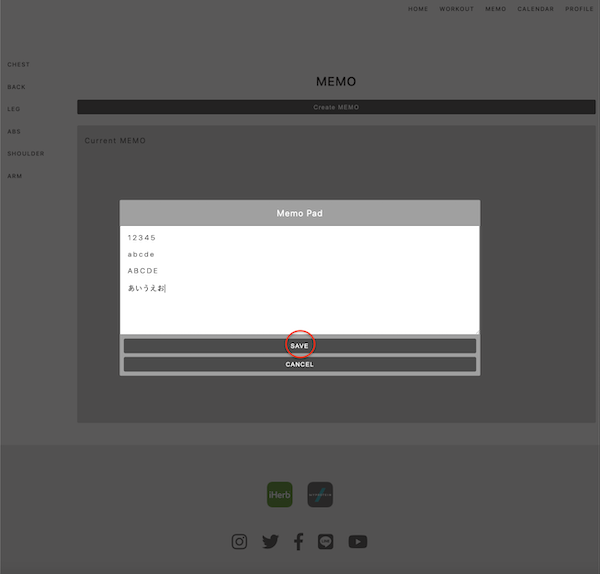 HOME WORKOUT MEMO CALENDAR PROFILE
CHEST
BACK
LEG
ABS
SHOULDER
ARM
MEMO
Create MEMO
Current MEMO
Memo Pad
12345
abcde
ABCDE
あいうえお
SAVE
CANCEL
iHerb